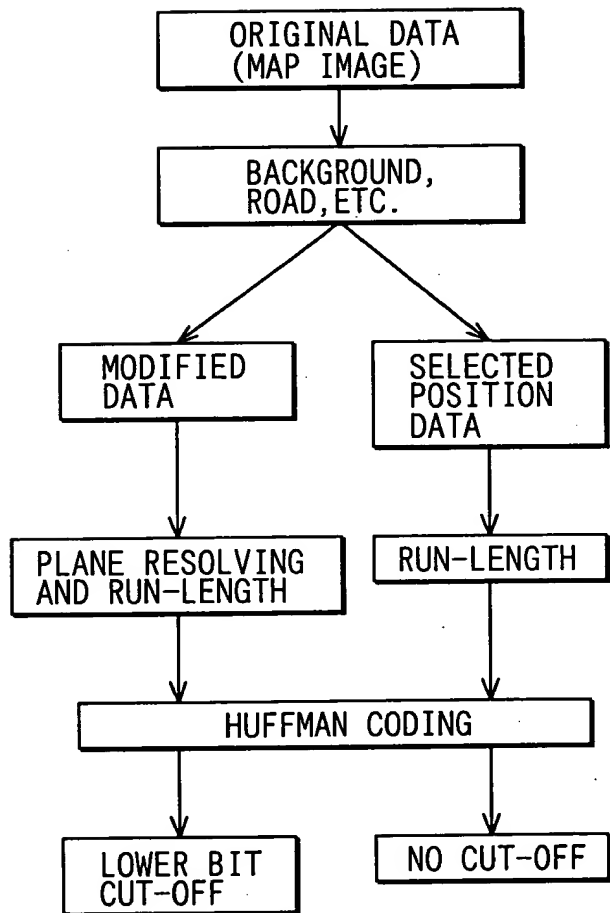 ORIGINAL DATA
(MAP IMAGE)
BACKGROUND,
ROAD,ETC.
MODIFIED
DATA
SELECTED
POSITION
DATA
PLANE RESOLVING
AND RUN-LENGTH
RUN-LENGTH
HUFFMAN CODING
LOWER BIT
CUT-OFF
NO CUT-OFF